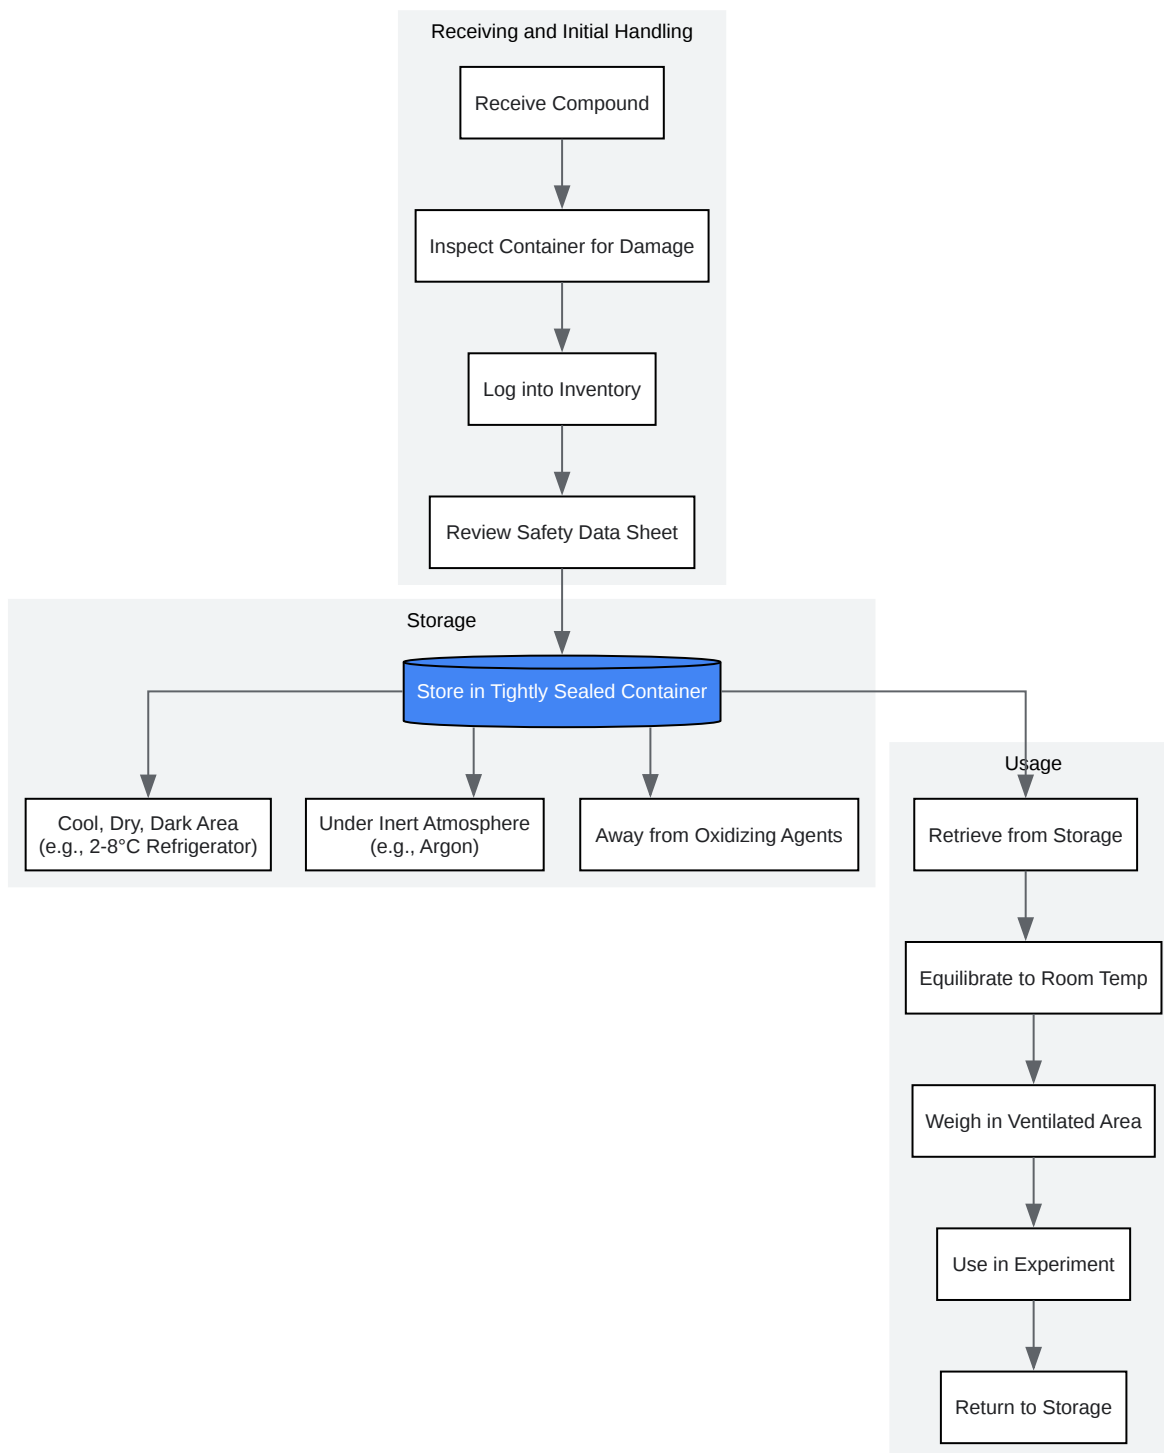 Receiving and Initial Handling
Receive Compound
Inspect Container for Damage
Log into Inventory
Review Safety Data Sheet
Storage
Store in Tightly Sealed Container
Cool, Dry, Dark Area
(e.g., 2-8°C Refrigerator)
Under Inert Atmosphere
(e.g., Argon)
Away from Oxidizing Agents
Usage
Retrieve from Storage
Equilibrate to Room Temp
Weigh in Ventilated Area
Use in Experiment
Return to Storage